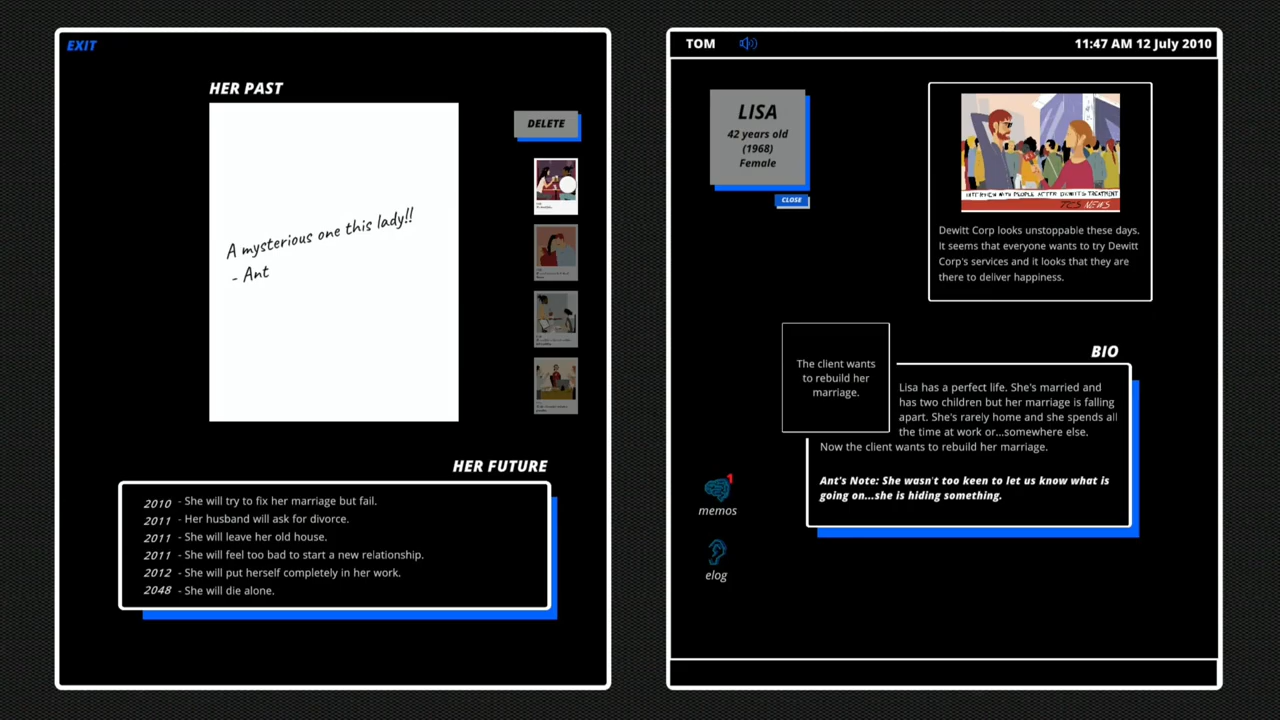 EXIT
HER PAST
A mysterious one this lady!!
- Ant
DELETE
HER FUTURE
2010 - She will try to fix her marriage but fail.
2011 - Her husband will ask for divorce.
2011 - She will leave her old house.
2011 - She will feel too bad to start a new relationship.
2012 - She will put herself completely in her work.
2048 - She will die alone.
TOM
11:47 AM 12 July 2010
LISA
42 years old
(1968)
Female
CLOSE
INTERVIEW WITH PEOPLE AFTER DEWITT'S TREATMENT
NEWS
Dewitt Corp looks unstoppable these days.
It seems that everyone wants to try Dewitt
Corp's services and it looks that they are
there to deliver happiness.
The client wants
to rebuild her
marriage.
BIO
Lisa has a perfect life. She's married and
has two children but her marriage is falling
apart. She's rarely home and she spends all
the time at work or...somewhere else.
Now the client wants to rebuild her marriage.
Ant's Note: She wasn't too keen to let us know what is
going on...she is hiding something.
1
memos
elog